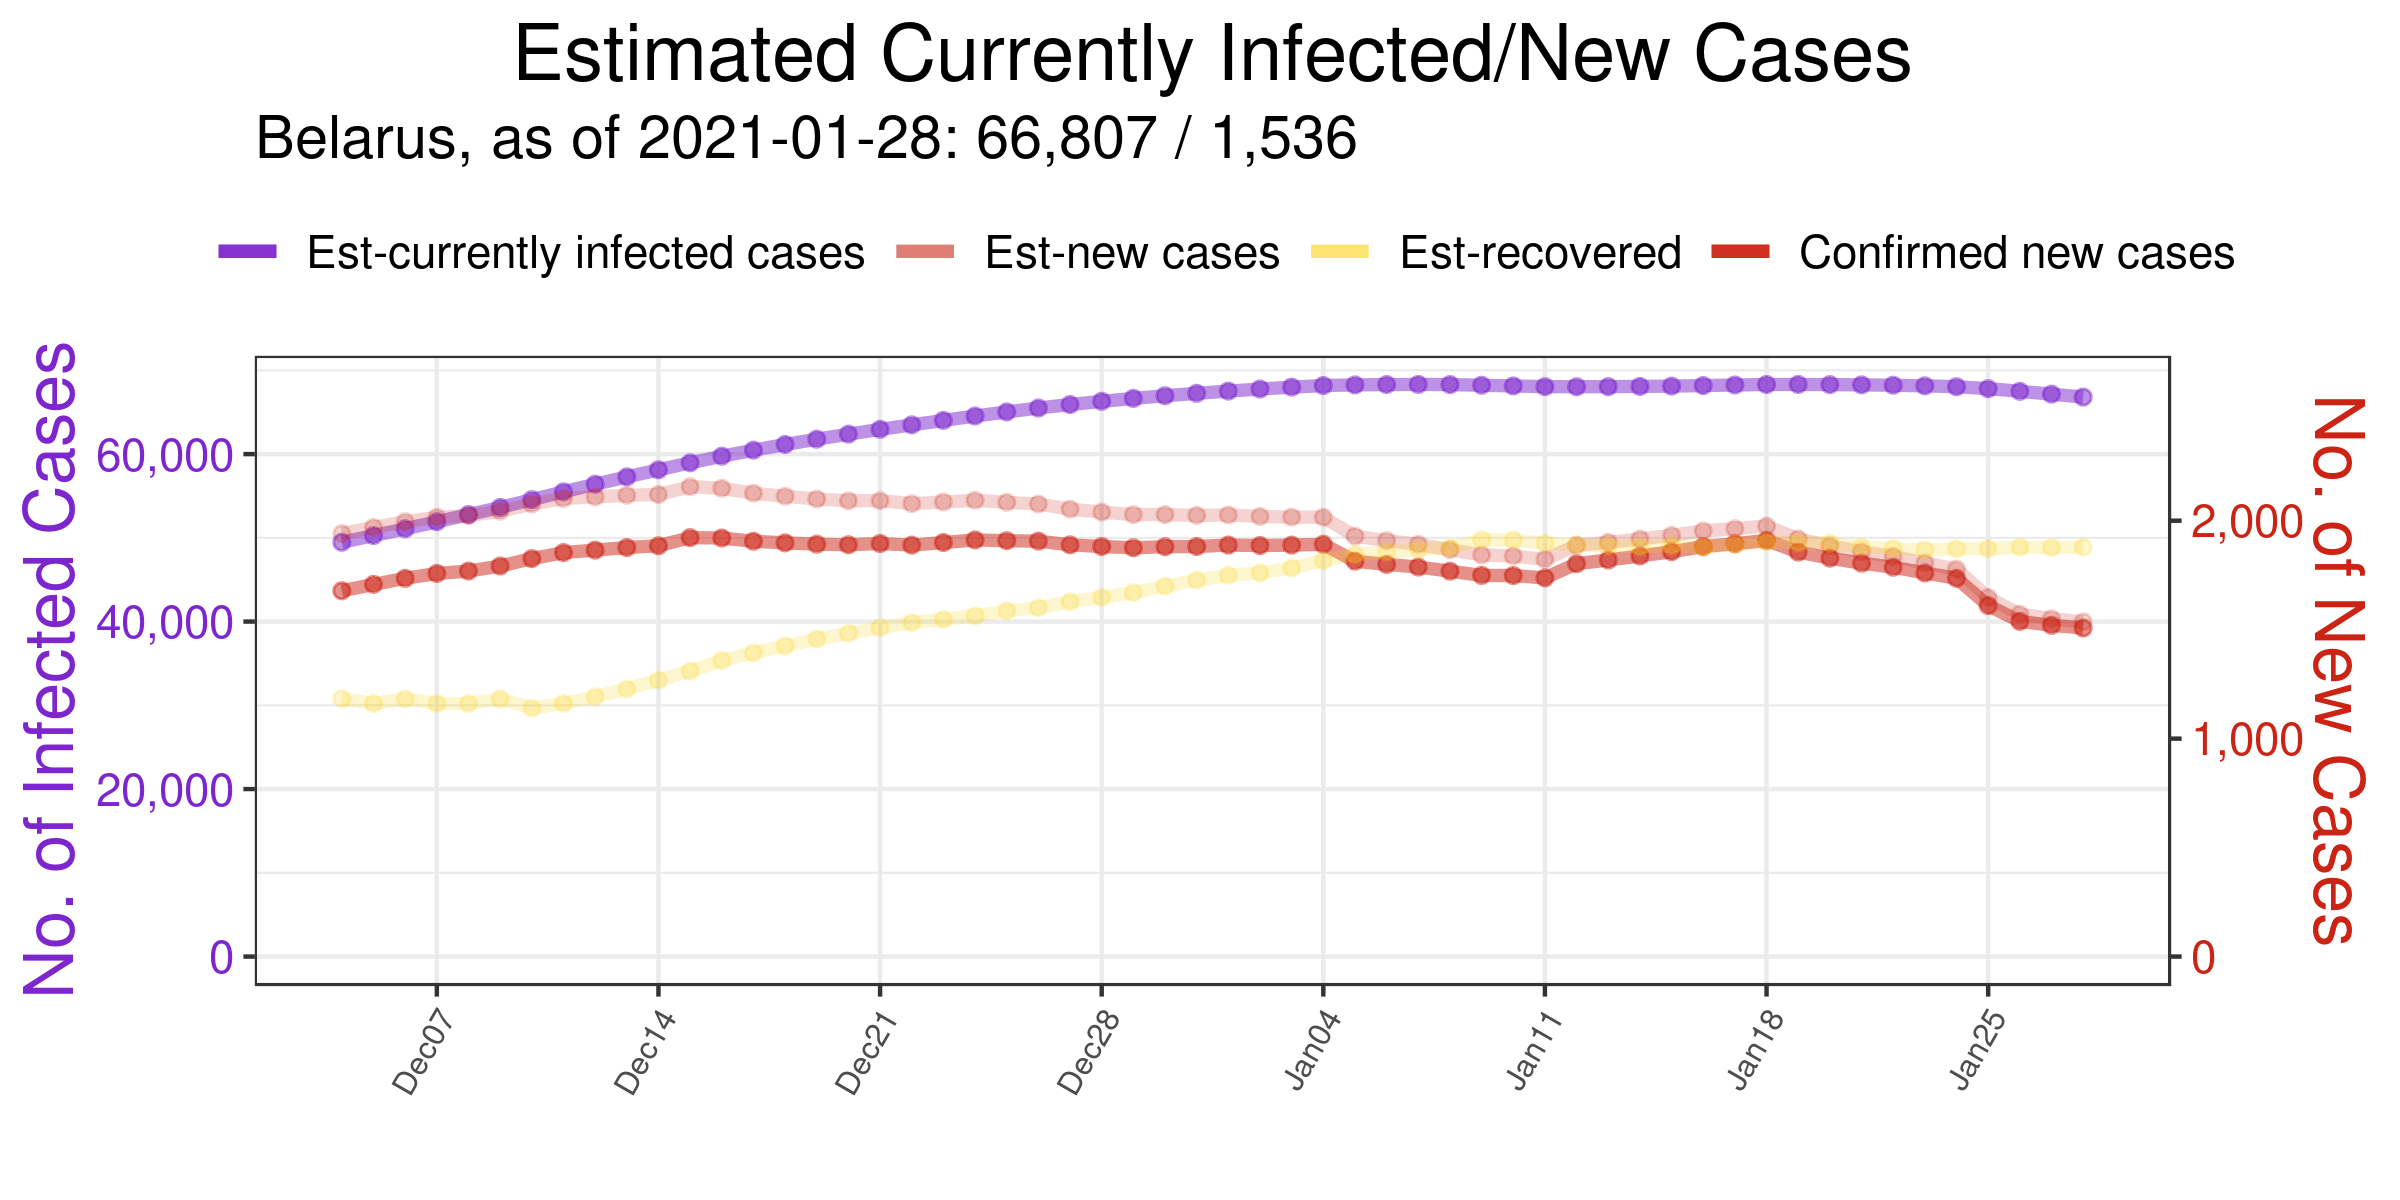 Estimated Currently Infected/New Cases
Belarus, as of 2021-01-28: 66,807 / 1,536
Est-currently infected cases Est-new cases Est-recovered Confirmed new cases
No. of Infected Cases
60,000
40,000
20,000
0
2,000
1,000
0
No. of New Cases
Dec07 Dec14 Dec21 Dec28 Jan04 Jan11 Jan18 Jan25